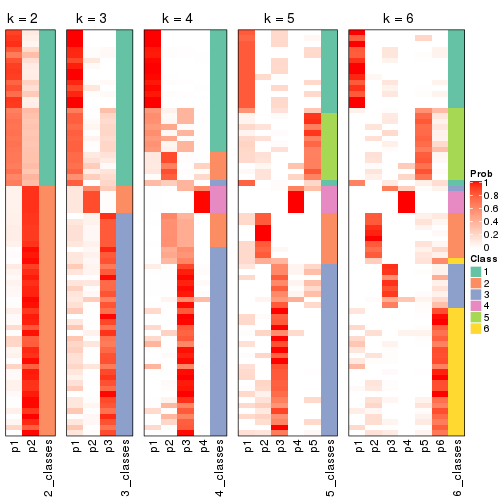 k = 2
k = 3
k = 4
k = 5
k = 6
Prob
1
0.8
0.6
0.4
0.2
0
Class
1
2
3
4
5
6
p1
p2
2_classes
p1
p2
p3
3_classes
p1
p2
p3
p4
4_classes
p1
p2
p3
p4
p5
5_classes
p1
p2
p3
p4
p5
p6
6_classes